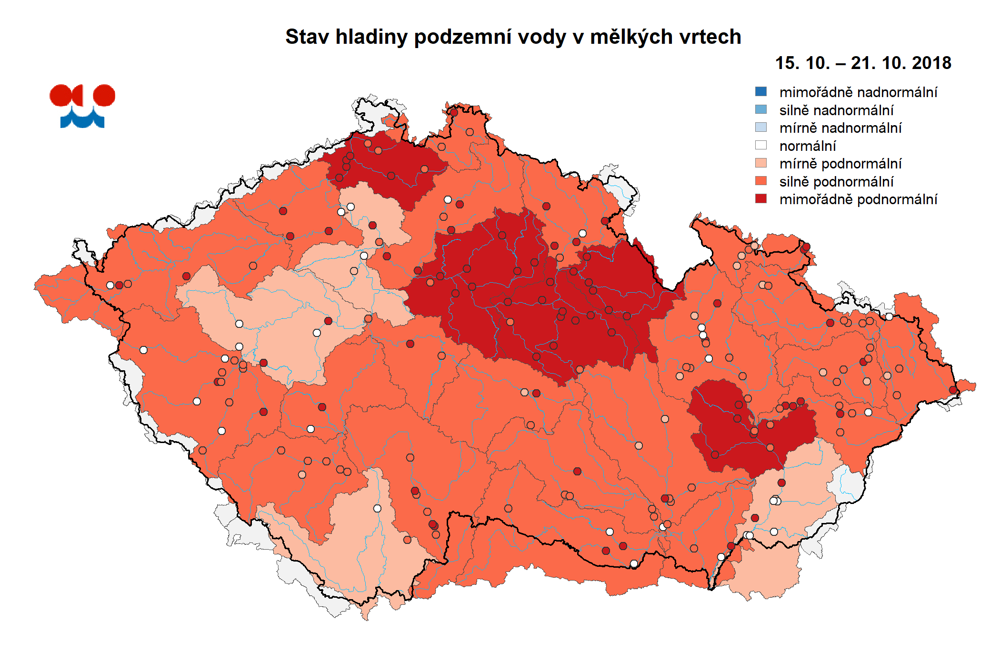 Stav hladiny podzemní vody v mělkých vrtech
15. 10. – 21. 10. 2018
mimořádně nadnormální
silně nadnormální
mírně nadnormální
normální
mírně podnormální
silně podnormální
mimořádně podnormální